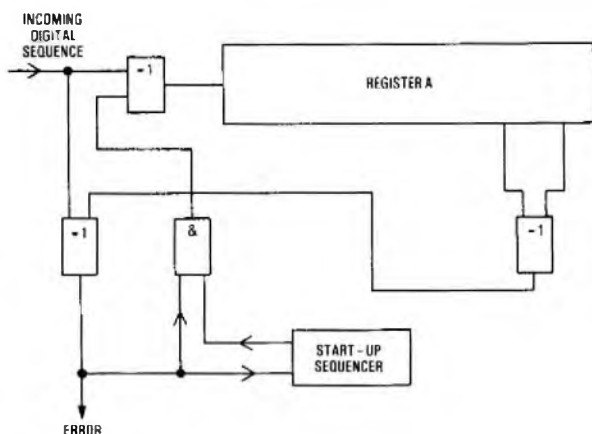 INCOMING
DIGITAL
SEQUENCE
=1
REGISTER A
=1
&
=1
START-UP
SEQUENCER
ERROR